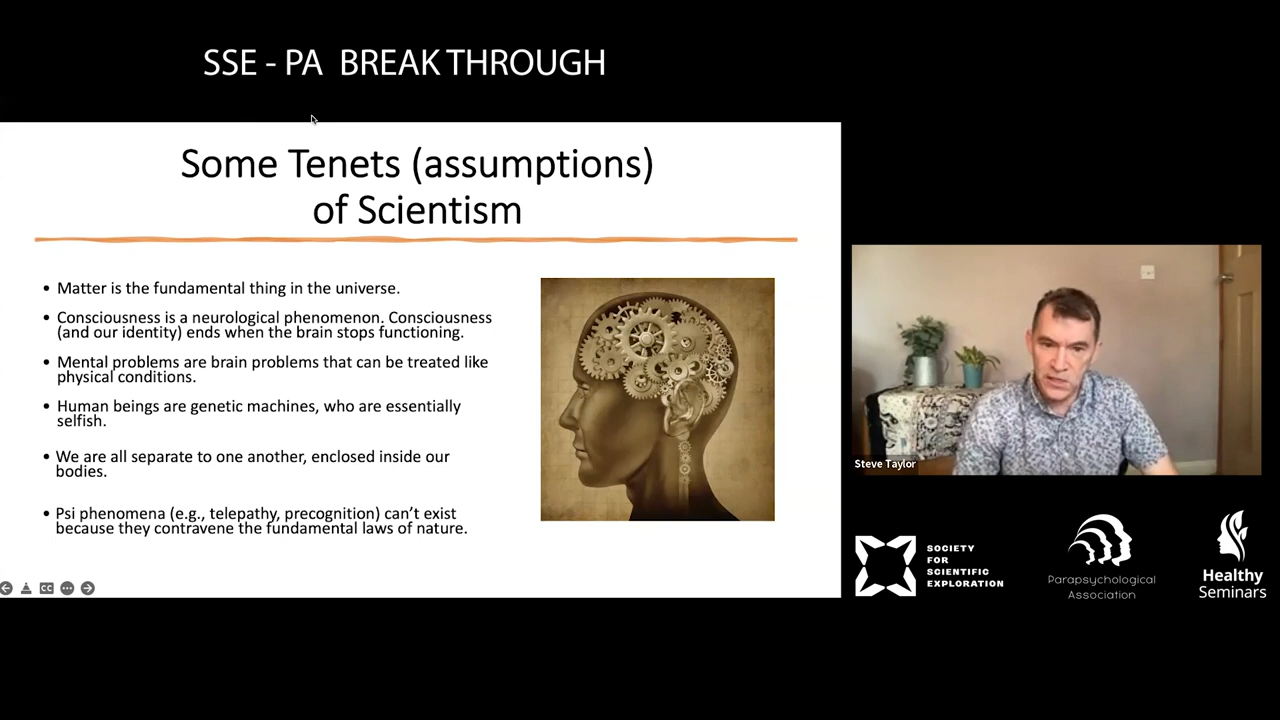 SSE - PA BREAK THROUGH
Some Tenets (assumptions)
of Scientism
• Matter is the fundamental thing in the universe.
• Consciousness is a neurological phenomenon. Consciousness
(and our identity) ends when the brain stops functioning.
• Mental problems are brain problems that can be treated like
physical conditions.
• Human beings are genetic machines, who are essentially
selfish.
• We are all separate to one another, enclosed inside our
bodies.
• Psi phenomena (e.g., telepathy, precognition) can’t exist
because they contravene the fundamental laws of nature.
CC
Steve Taylor
SOCIETY
FOR
SCIENTIFIC
EXPLORATION
Parapsychological
Association
Healthy
Seminars